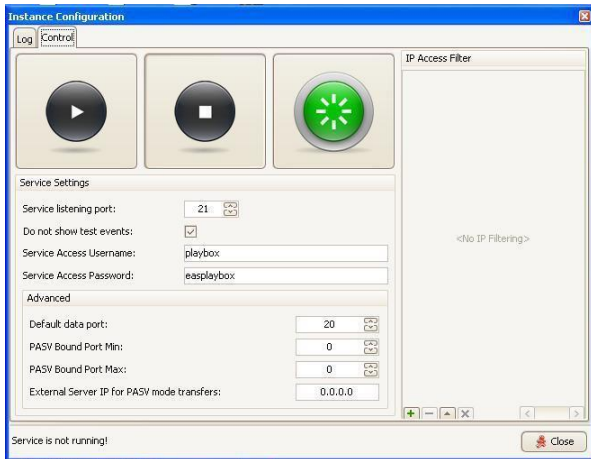 Instance Configuration
Log
Control
IP Access Filter
<No IP Filtering>
Service Settings
Service listening port: 21
Do not show test events:
Service Access Username: playbox
Service Access Password: easplaybox
Advanced
Default data port: 20
PASV Bound Port Min: 0
PASV Bound Port Max: 0
External Server IP for PASV mode transfers: 0.0.0.0
Service is not running!
Close